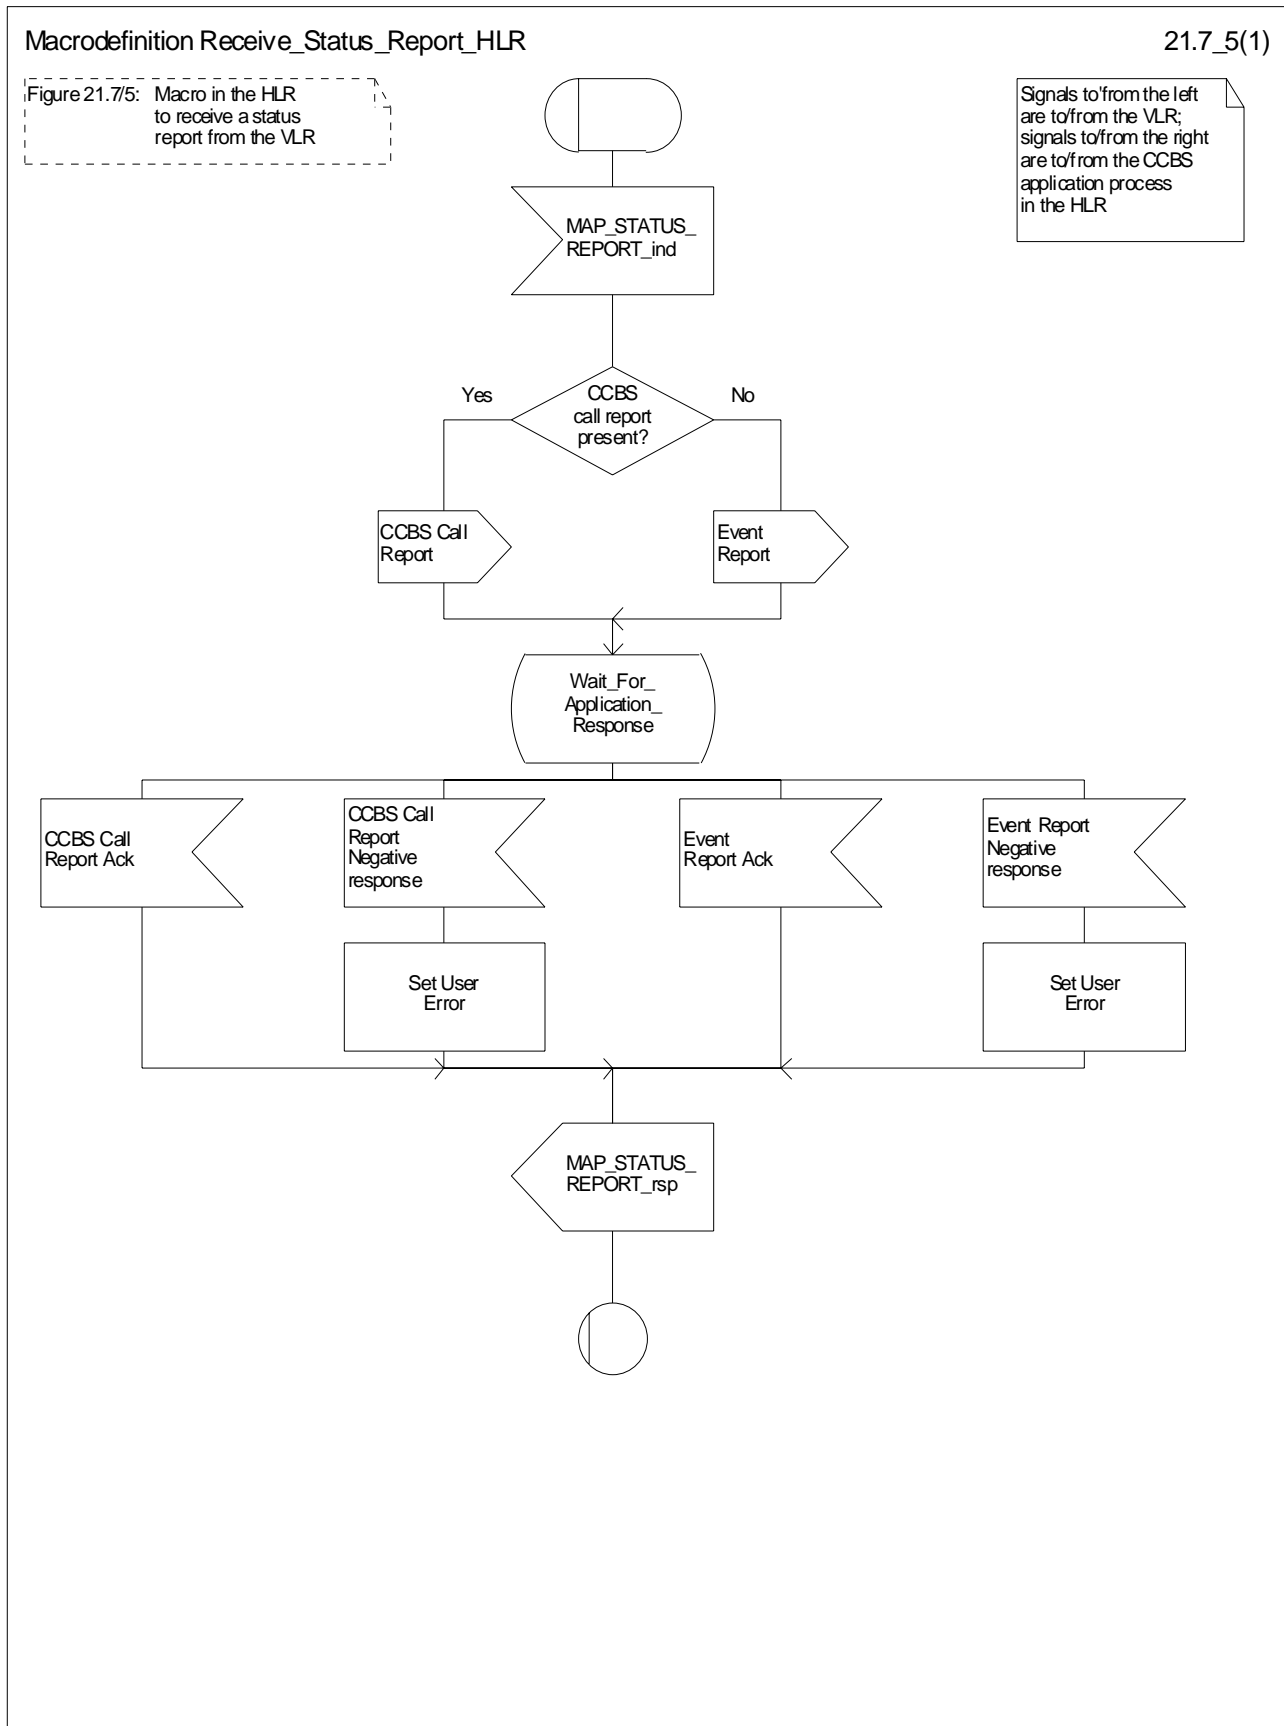 Macrodefinition Receive_Status_Report_HLR
21.7_5(1)
Figure 21.7/5: Macro in the HLR
to receive a status
report from the VLR
Signals to'from the left
are to/from the VLR;
signals to/from the right
are to/from the CCBS
application process
in the HLR
MAP_STATUS_
REPORT_ind
Yes
CCBS
call report
present?
No
CCBS Call
Report
Event
Report
Wait_For_
Application_
Response
CCBS Call
Report Ack
CCBS Call
Report
Negative
response
Event
Report Ack
Event Report
Negative
response
Set User
Error
Set User
Error
MAP_STATUS_
REPORT_rsp